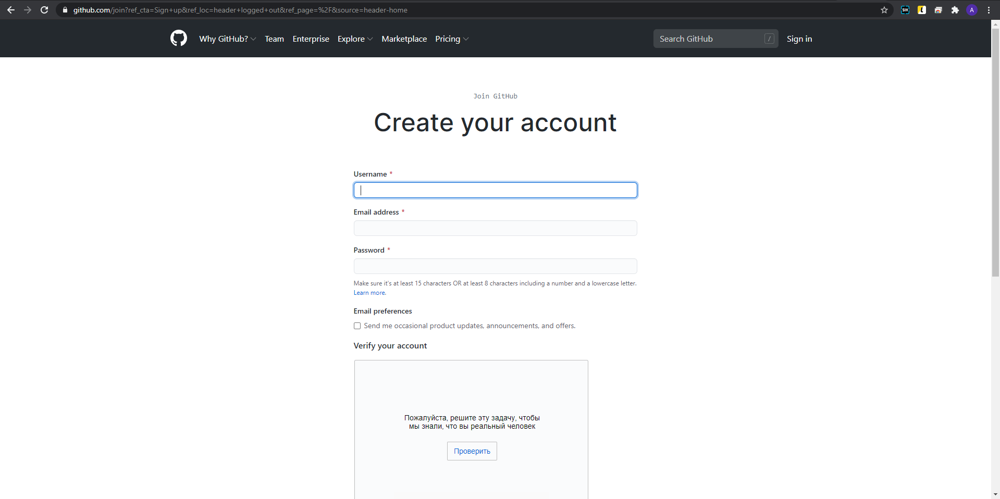 github.com/join?ref_cta=Sign+up&ref_loc=header+logged+out&ref_page=%2F&source=header-home
SIH
A
Why GitHub?
Team
Enterprise
Explore
Marketplace
Pricing
Search GitHub
/
Sign in
Join GitHub
Create your account
Username *
Email address *
Password *
Make sure it's at least 15 characters OR at least 8 characters including a number and a lowercase letter.
Learn more.
Email preferences
Send me occasional product updates, announcements, and offers.
Verify your account
Пожалуйста, решите эту задачу, чтобы
мы знали, что вы реальный человек
Проверить